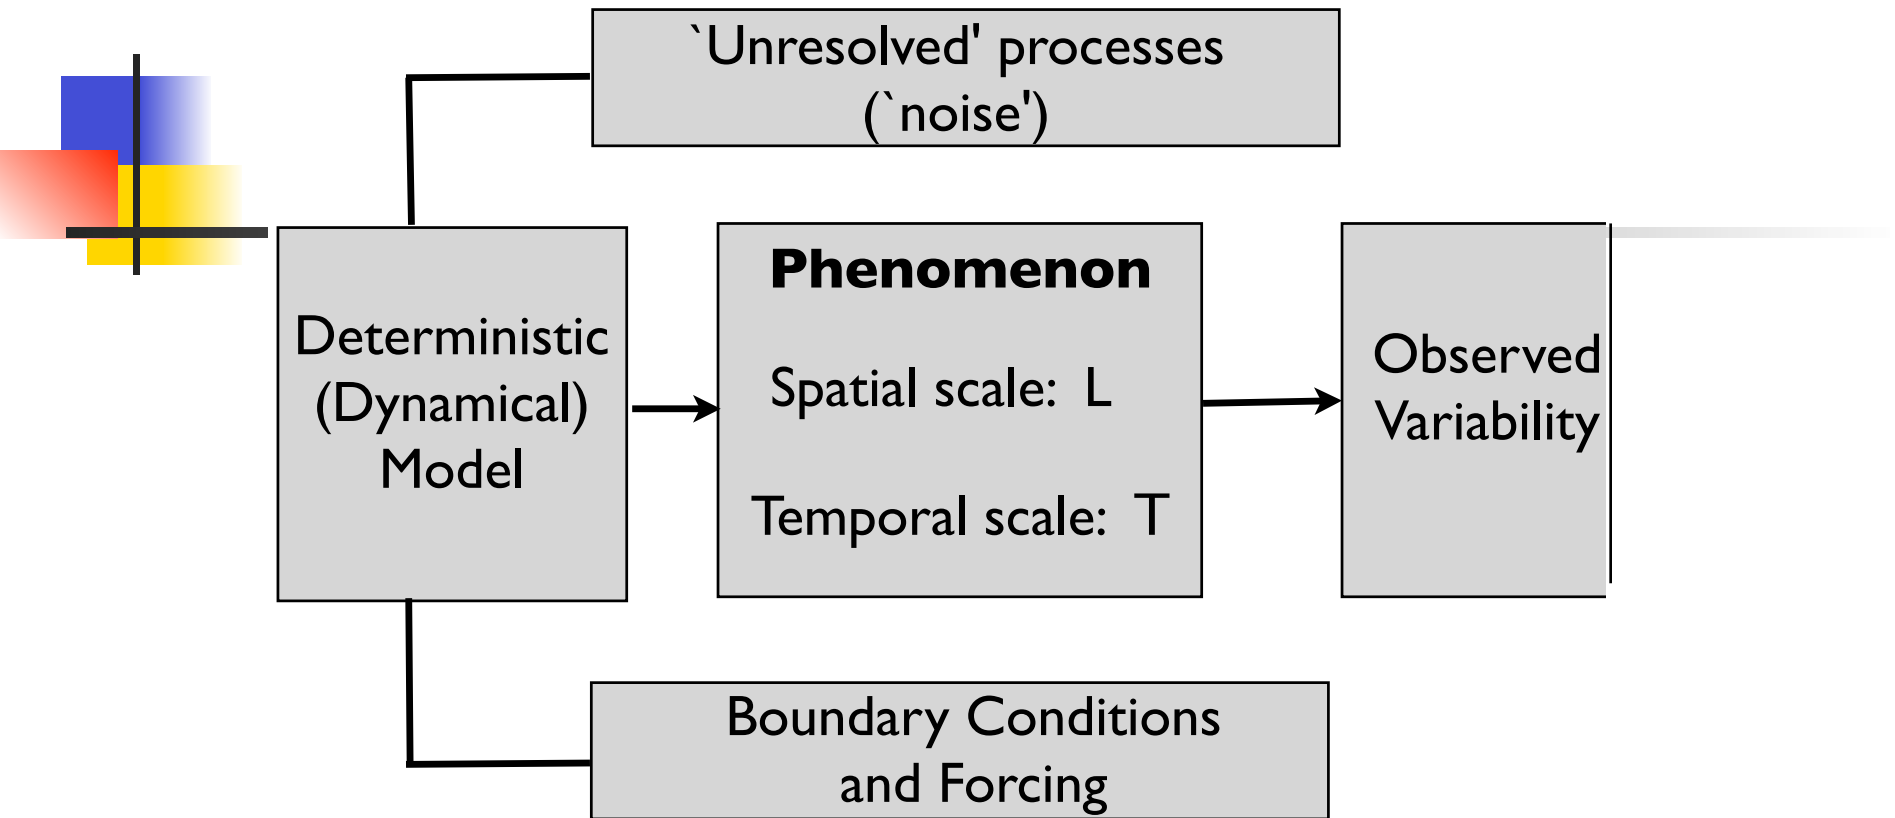 `Unresolved' processes
(`noise')
Deterministic
(Dynamical)
Model
Phenomenon
Spatial scale: L
Temporal scale: T
Observed
Variability
Boundary Conditions
and Forcing